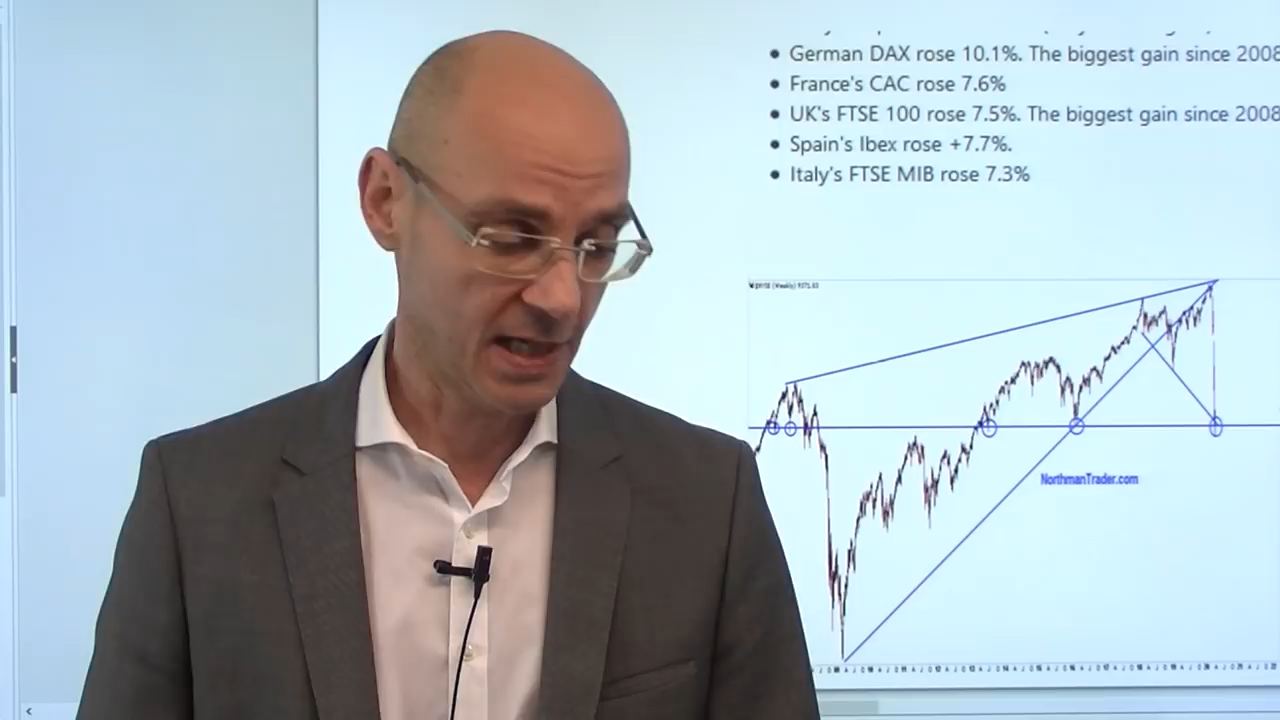 German DAX rose 10.1%. The biggest gain since 2008
France's CAC rose 7.6%
UK's FTSE 100 rose 7.5%. The biggest gain since 2008
Spain's Ibex rose +7.7%.
Italy's FTSE MIB rose 7.3%
NorthmanTrader.com